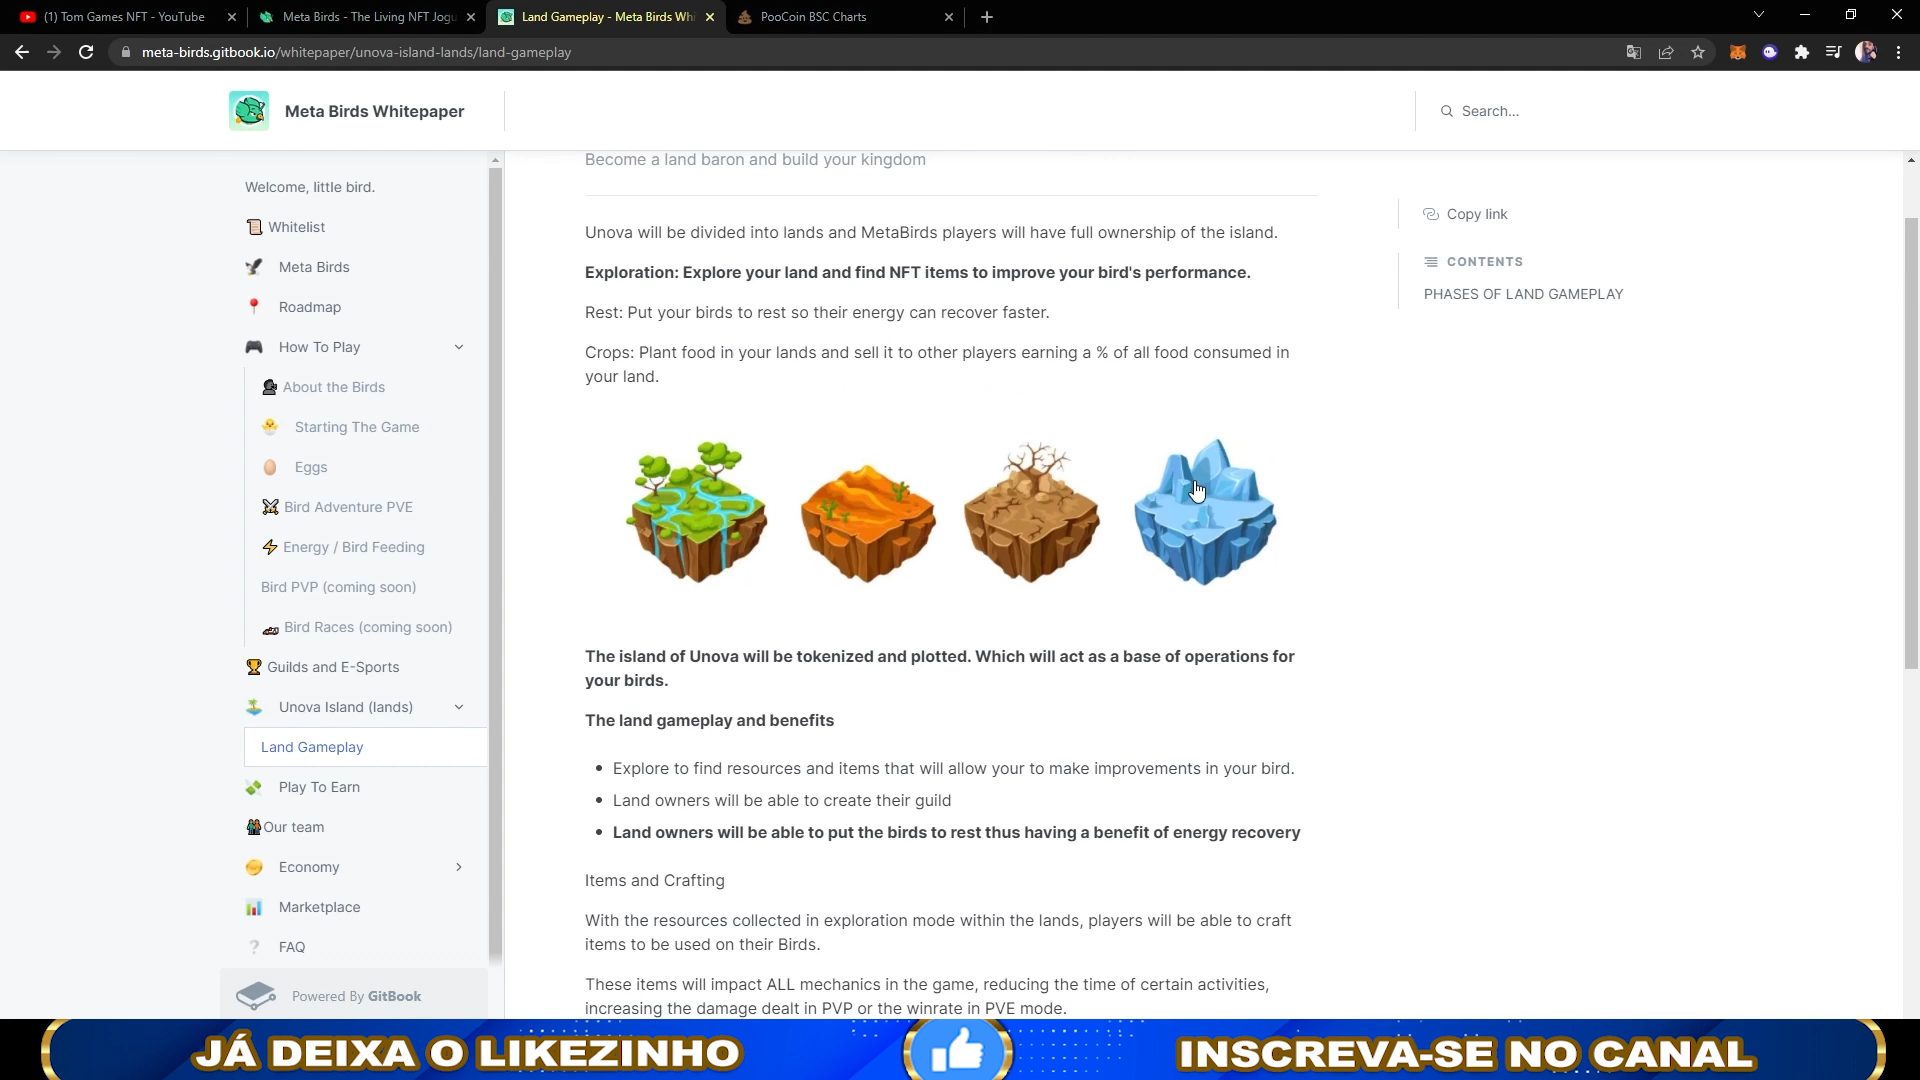 (1) Tom Games NFT - YouTube
Meta Birds - The Living NFT Jogu
Land Gameplay - Meta Birds Whi
PooCoin BSC Charts
meta-birds.gitbook.io/whitepaper/unova-island-lands/land-gameplay
Meta Birds Whitepaper
Search...
Welcome, little bird.
Whitelist
Meta Birds
Roadmap
How To Play
About the Birds
Starting The Game
Eggs
Bird Adventure PVE
Energy / Bird Feeding
Bird PVP (coming soon)
Bird Races (coming soon)
Guilds and E-Sports
Unova Island (lands)
Land Gameplay
Play To Earn
Our team
Economy
Marketplace
FAQ
Powered By GitBook
Become a land baron and build your kingdom
Unova will be divided into lands and MetaBirds players will have full ownership of the island.
Exploration: Explore your land and find NFT items to improve your bird's performance.
Rest: Put your birds to rest so their energy can recover faster.
Crops: Plant food in your lands and sell it to other players earning a % of all food consumed in
your land.
The island of Unova will be tokenized and plotted. Which will act as a base of operations for
your birds.
The land gameplay and benefits
• Explore to find resources and items that will allow your to make improvements in your bird.
• Land owners will be able to create their guild
• Land owners will be able to put the birds to rest thus having a benefit of energy recovery
Items and Crafting
With the resources collected in exploration mode within the lands, players will be able to craft
items to be used on their Birds.
These items will impact ALL mechanics in the game, reducing the time of certain activities,
increasing the damage dealt in PVP or the winrate in PVE mode.
Copy link
CONTENTS
PHASES OF LAND GAMEPLAY
JÁ DEIXA O LIKEZINHO
INSCREVA-SE NO CANAL